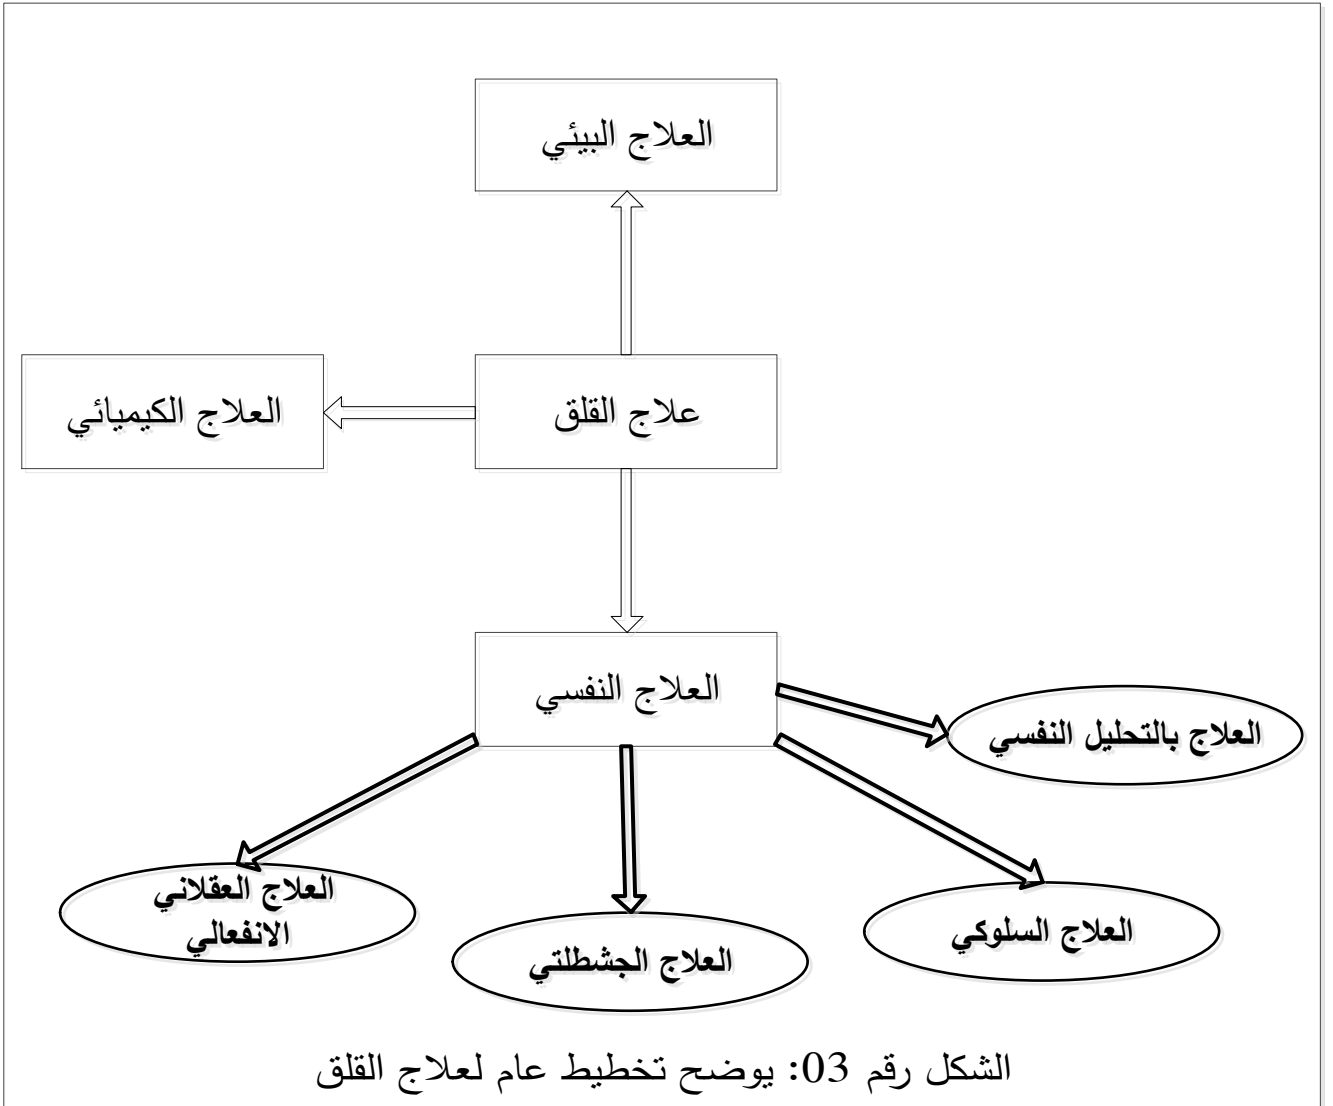 العلاج البيئي
علاج القلق
العلاج الكيميائي
العلاج النفسي
العلاج بالتحليل النفسي
العلاج السلوكي
العلاج الجشطلتي
العلاج العقلاني
الانفعالي
الشكل رقم 03: يوضح تخطيط عام لعلاج القلق